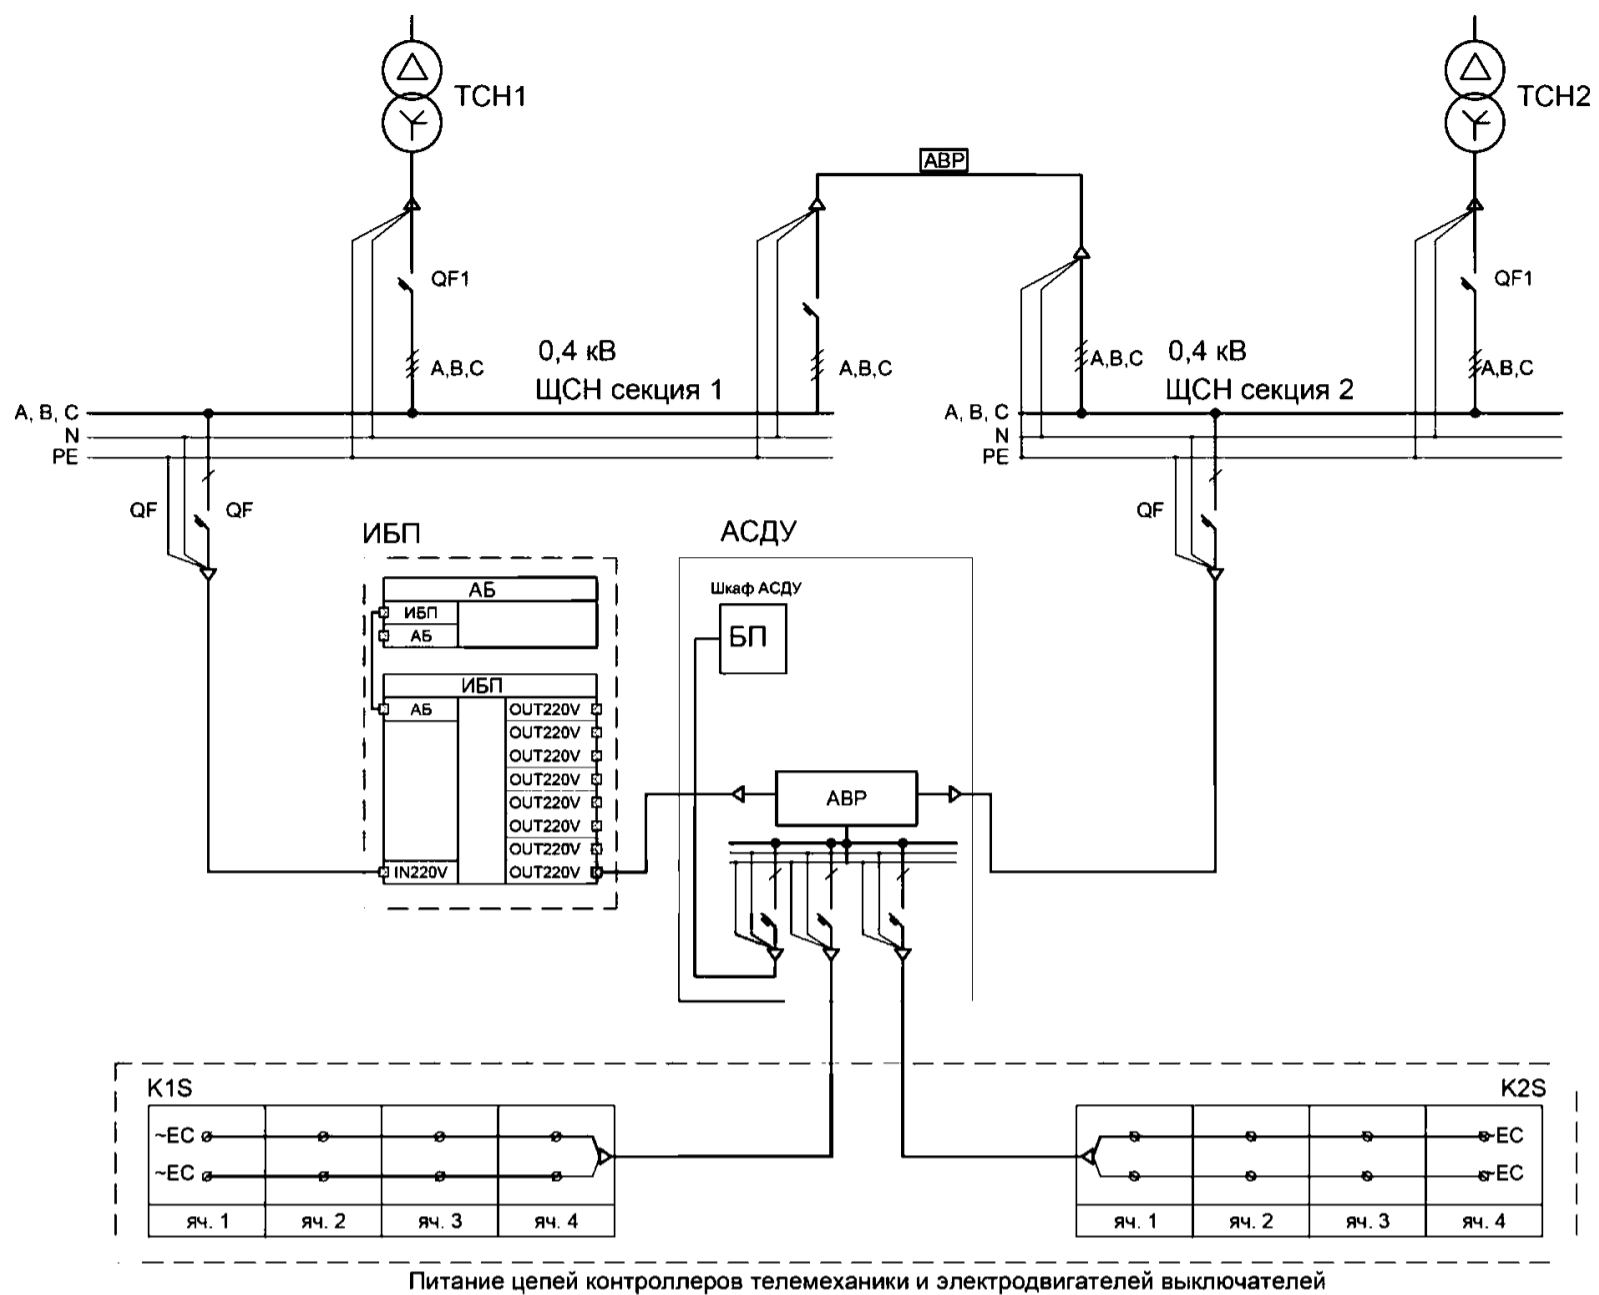 ТСН1
ТСН2
АВР
QF1
QF1
0,4 кВ
ЩСН секция 1
A,B,C
A,B,C
A,B,C
0,4 кВ
ЩСН секция 2
A,B,C
A, B, C
N
PE
A, B, C
N
PE
QF
QF
QF
ИБП
АСДУ
АБ
ИБП
АБ
Шкаф АСДУ
БП
ИБП
АБ
OUT220V
OUT220V
OUT220V
OUT220V
OUT220V
OUT220V
OUT220V
IN220V
OUT220V
АВР
K1S
K2S
~EC
~EC
~EC
~EC
яч. 1
яч. 2
яч. 3
яч. 4
яч. 1
яч. 2
яч. 3
яч. 4
Питание цепей контроллеров телемеханики и электродвигателей выключателей